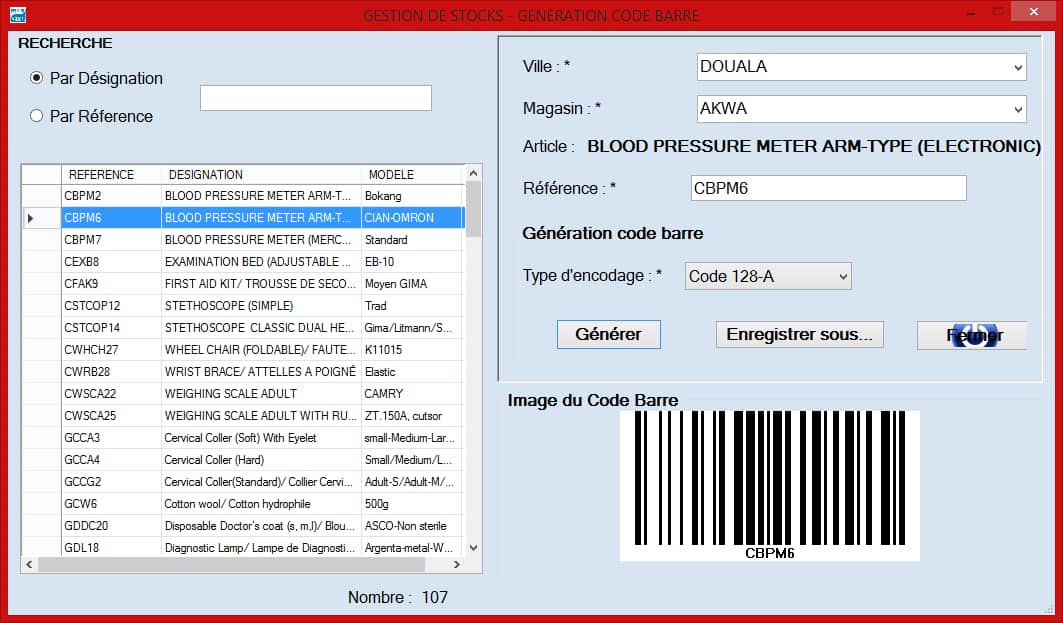 GESTION DE STOCKS - GENERATION CODE BARRE
RECHERCHE
Par Désignation
Par Réference
REFERENCE DESIGNATION MODELE
CBPM2 BLOOD PRESSURE METER ARM-T... Bokang
CBPM6 BLOOD PRESSURE METER ARM-T... CIAN-OMRON
CBPM7 BLOOD PRESSURE METER (MERC... Standard
CEXB8 EXAMINATION BED (ADJUSTABLE ... EB-10
CFAK9 FIRST AID KIT/ TROUSSE DE SECO... Moyen GIMA
CSTCOP12 STETHOSCOPE (SIMPLE) Trad
CSTCOP14 STETHOSCOPE CLASSIC DUAL HE... Gima/Litmann/S...
CWHCH27 WHEEL CHAIR (FOLDABLE)/ FAUTE... K11015
CWRB28 WRIST BRACE/ ATTELLES A POIGNÉ Elastic
CWSCA22 WEIGHING SCALE ADULT CAMRY
CWSCA25 WEIGHING SCALE ADULT WITH RU... ZT.150A, cutsor
GCCA3 Cervical Coller (Soft) With Eyelet small-Medium-Lar...
GCCA4 Cervical Coller (Hard) Small/Medium/L...
GCCG2 Cervical Coller(Standard)/ Collier Cervi... Adult-S/Adult-M/...
GCW6 Cotton wool/ Cotton hydrophile 500g
GDDC20 Disposable Doctor's coat (s, m,l)/ Blou... ASCO-Non sterile
GDL18 Diagnostic Lamp/ Lampe de Diagnosti... Argenta-metal-W...
Nombre : 107
Ville : * DOUALA
Magasin : * AKWA
Article : BLOOD PRESSURE METER ARM-TYPE (ELECTRONIC)
Référence : * CBPM6
Génération code barre
Type d'encodage : * Code 128-A
Générer Enregistrer sous... Fermer
Image du Code Barre
CBPM6